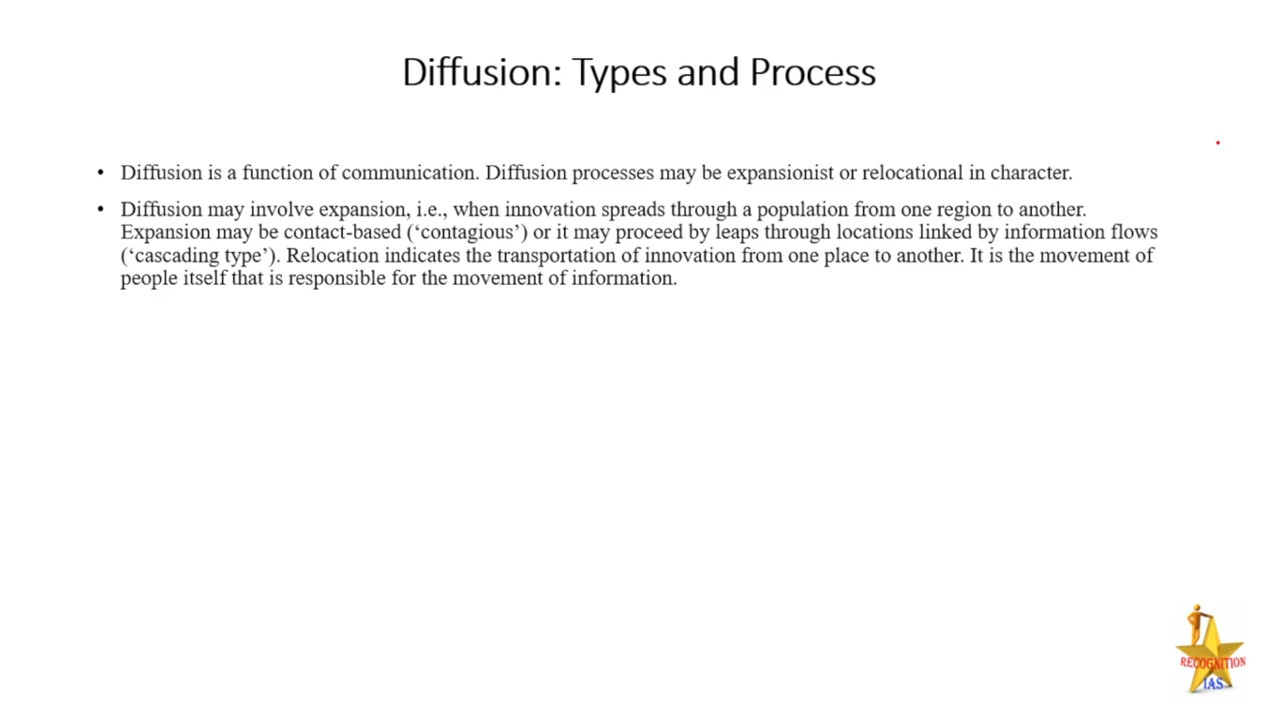 Diffusion: Types and Process
• Diffusion is a function of communication. Diffusion processes may be expansionist or relocational in character.
• Diffusion may involve expansion, i.e., when innovation spreads through a population from one region to another.
Expansion may be contact-based (‘contagious’) or it may proceed by leaps through locations linked by information flows
(‘cascading type’). Relocation indicates the transportation of innovation from one place to another. It is the movement of
people itself that is responsible for the movement of information.
RECOGNITION
IAS